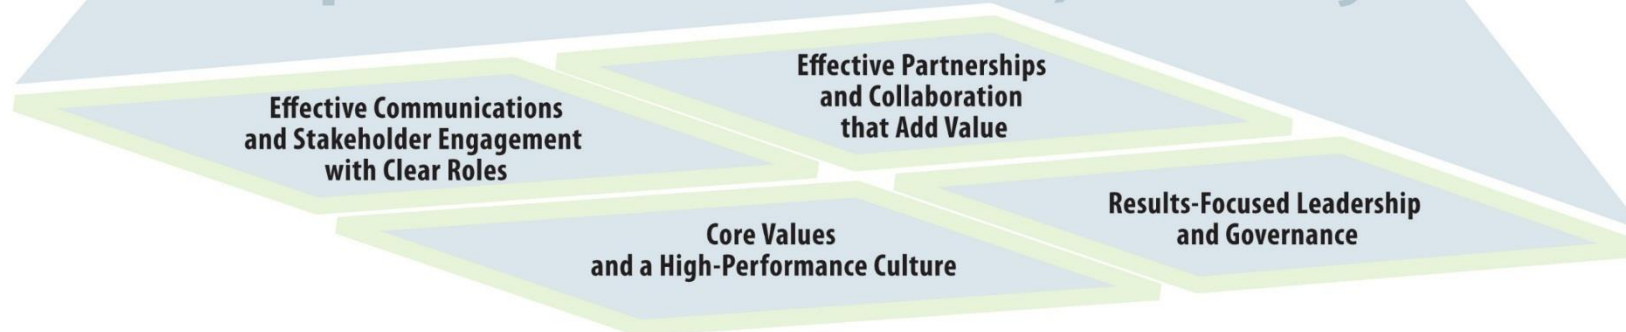 Effective Partnerships
and Collaboration
that Add Value
Effective Communications
and Stakeholder Engagement
with Clear Roles
Results-Focused Leadership
and Governance
Core Values
and a High-Performance Culture